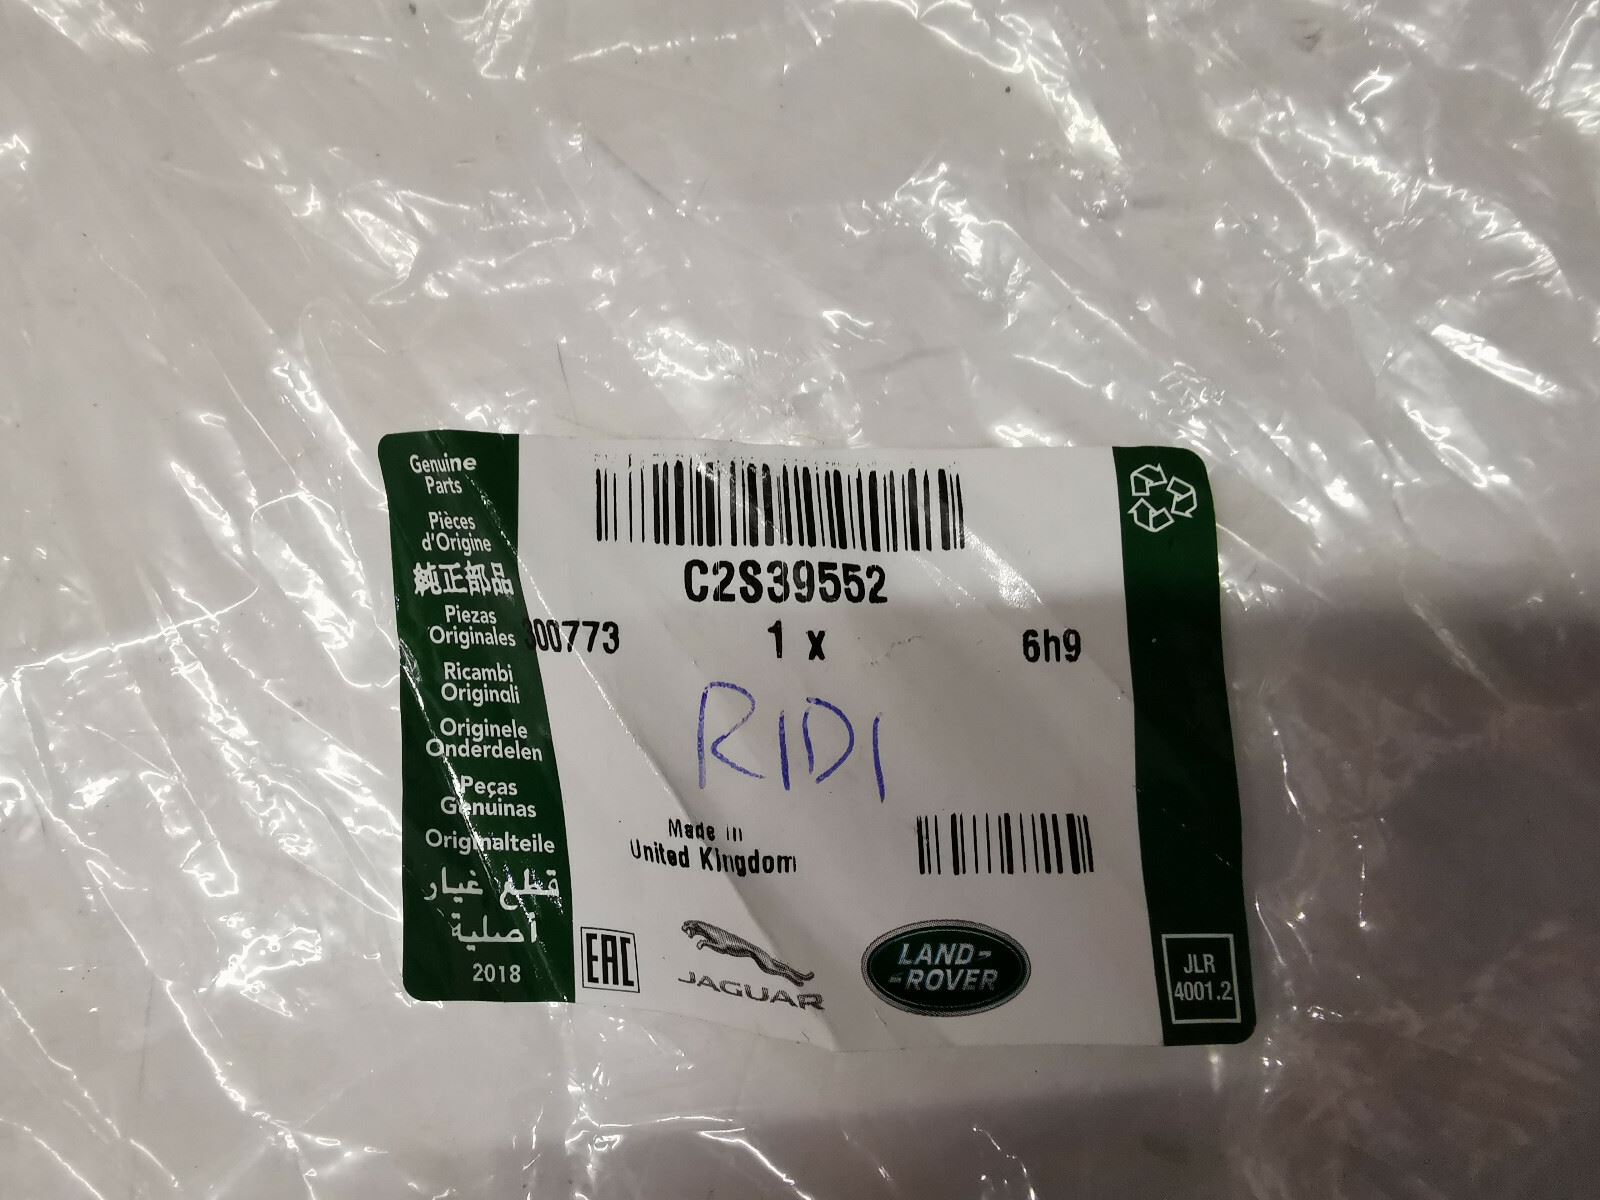 Genuine
Parts
Pièces
d'Origine
純正部品
Piezas
Originales
Ricambi
Originali
Originele
Onderdelen
Peças
Genuinas
Originalteile
قطع غيار
أصلية
2018
C2S39552
300773 1 x 6h9
R1D1
Made in
United Kingdom
EAC
JAGUAR
LAND-
-ROVER
JLR
4001.2